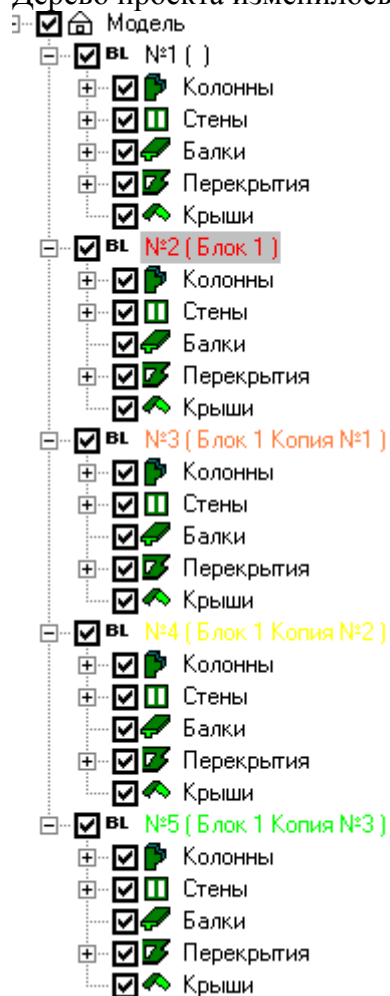 Дерево проекта изменилось
Модель
BL №1 ( )
Колонны
Стены
Балки
Перекрытия
Крыши
BL №2 ( Блок 1 )
Колонны
Стены
Балки
Перекрытия
Крыши
BL №3 ( Блок 1 Копия №1 )
Колонны
Стены
Балки
Перекрытия
Крыши
BL №4 ( Блок 1 Копия №2 )
Колонны
Стены
Балки
Перекрытия
Крыши
BL №5 ( Блок 1 Копия №3 )
Колонны
Стены
Балки
Перекрытия
Крыши